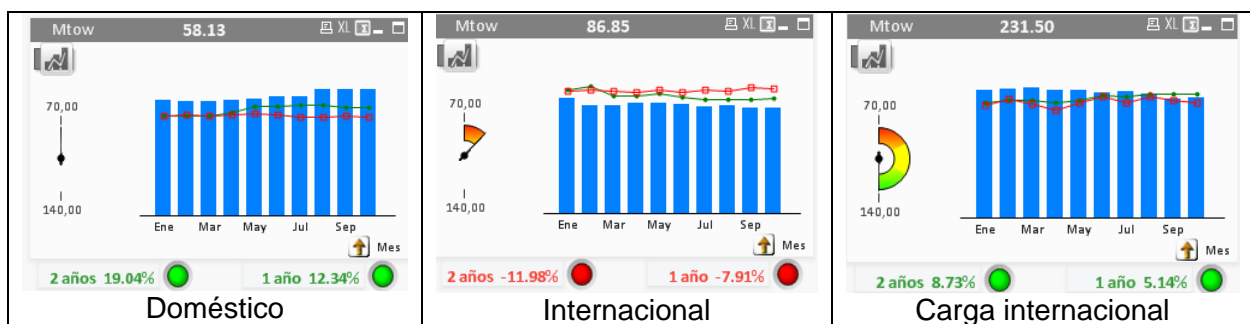 Mtow 58.13 XL
70,00
140,00
Ene Mar May Jul Sep
Mes
2 años 19.04% 1 año 12.34%
Doméstico
Mtow 86.85 XL
70,00
140,00
Ene Mar May Jul Sep
Mes
2 años -11.98% 1 año -7.91%
Internacional
Mtow 231.50 XL
70,00
140,00
Ene Mar May Jul Sep
Mes
2 años 8.73% 1 año 5.14%
Carga internacional